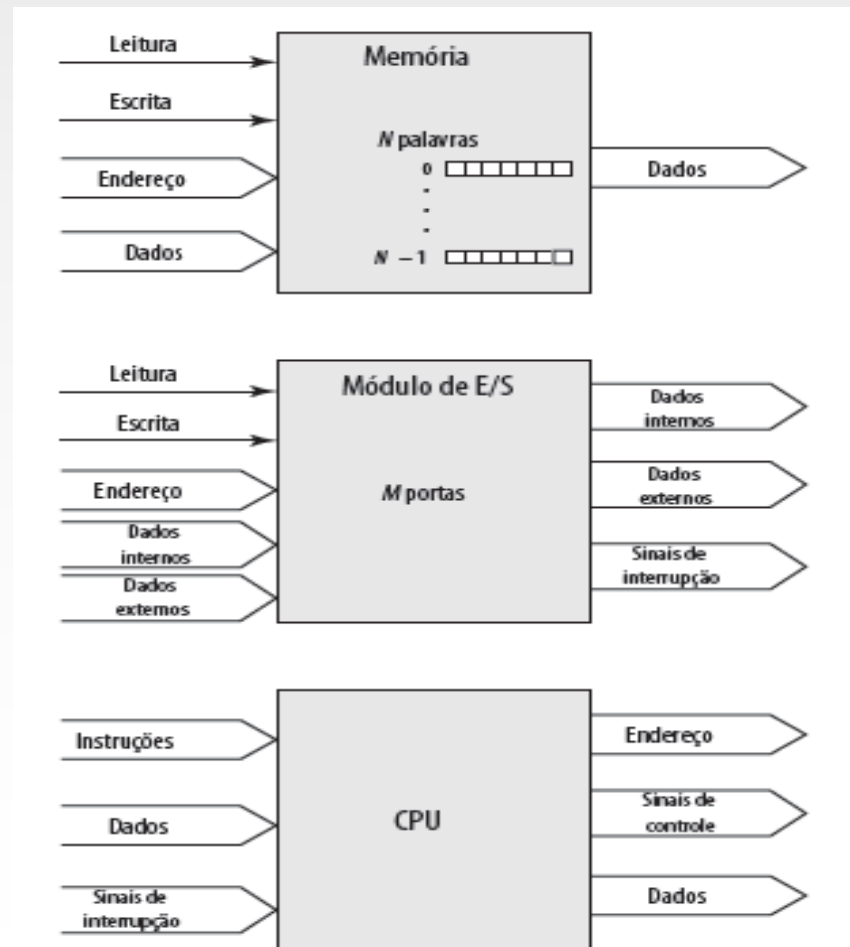 Leitura
Memória
Escrita
N palavras
0
Endereço
Dados
Dados
N – 1
Leitura
Módulo de E/S
Dados
internos
Escrita
Endereço
M portas
Dados
externos
Dados
internos
Sinais de
interrupção
Dados
externos
Instruções
Endereço
Dados
CPU
Sinais de
controle
Sinais de
interrupção
Dados